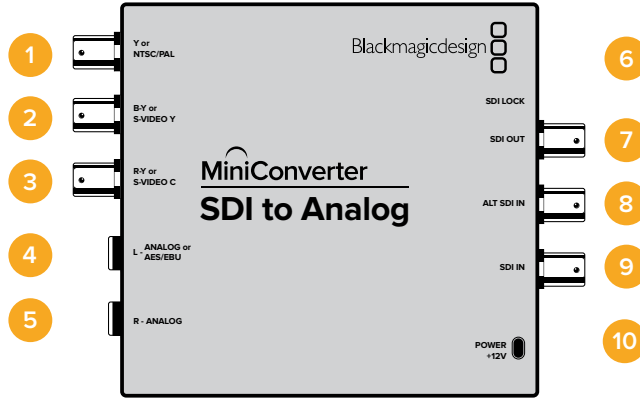 1
Y or
NTSC/PAL
Blackmagicdesign
6
2
B-Y or
S-VIDEO Y
SDI LOCK
SDI OUT
7
3
R-Y or
S-VIDEO C
MiniConverter
SDI to Analog
ALT SDI IN
8
4
L - ANALOG or
AES/EBU
SDI IN
9
5
R - ANALOG
POWER
+12V
10